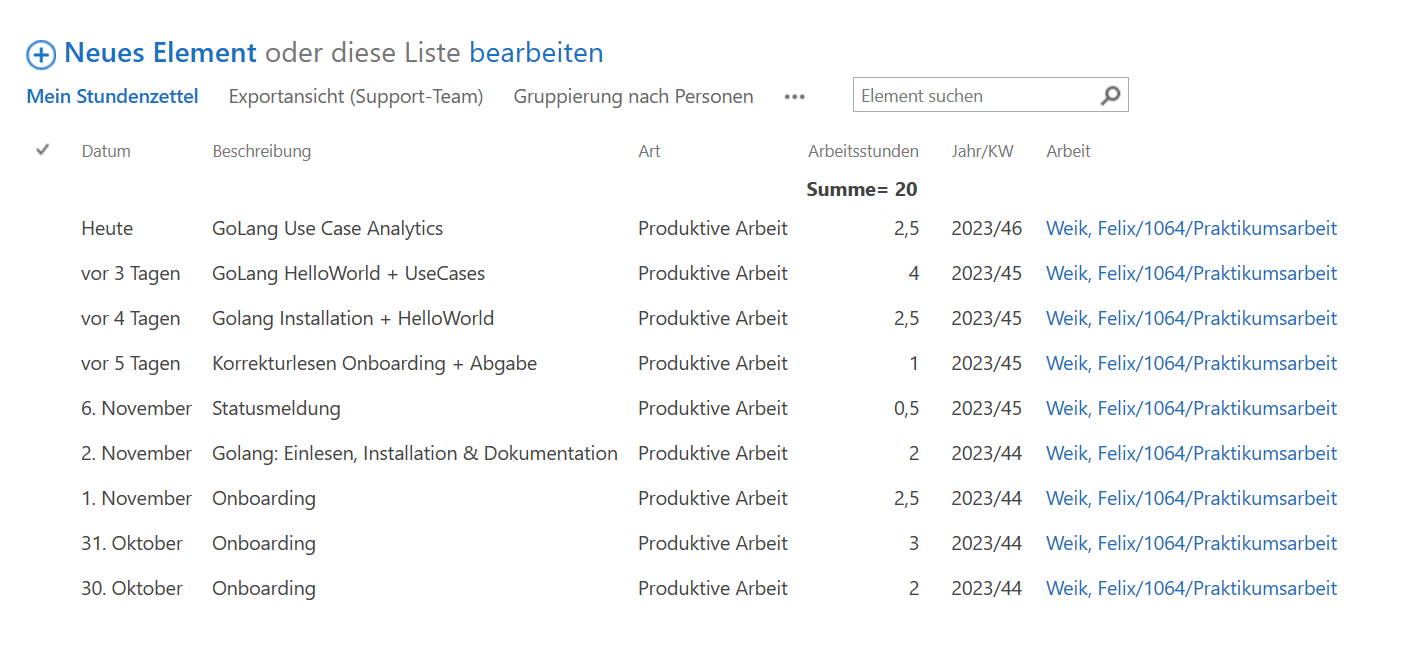 Neues Element oder diese Liste bearbeiten
Mein Stundenzettel Exportansicht (Support-Team) Gruppierung nach Personen ••• Element suchen
Datum Beschreibung Art Arbeitsstunden Jahr/KW Arbeit
Summe= 20
Heute GoLang Use Case Analytics Produktive Arbeit 2,5 2023/46 Weik, Felix/1064/Praktikumsarbeit
vor 3 Tagen GoLang HelloWorld + UseCases Produktive Arbeit 4 2023/45 Weik, Felix/1064/Praktikumsarbeit
vor 4 Tagen Golang Installation + HelloWorld Produktive Arbeit 2,5 2023/45 Weik, Felix/1064/Praktikumsarbeit
vor 5 Tagen Korrekturlesen Onboarding + Abgabe Produktive Arbeit 1 2023/45 Weik, Felix/1064/Praktikumsarbeit
6. November Statusmeldung Produktive Arbeit 0,5 2023/45 Weik, Felix/1064/Praktikumsarbeit
2. November Golang: Einlesen, Installation & Dokumentation Produktive Arbeit 2 2023/44 Weik, Felix/1064/Praktikumsarbeit
1. November Onboarding Produktive Arbeit 2,5 2023/44 Weik, Felix/1064/Praktikumsarbeit
31. Oktober Onboarding Produktive Arbeit 3 2023/44 Weik, Felix/1064/Praktikumsarbeit
30. Oktober Onboarding Produktive Arbeit 2 2023/44 Weik, Felix/1064/Praktikumsarbeit